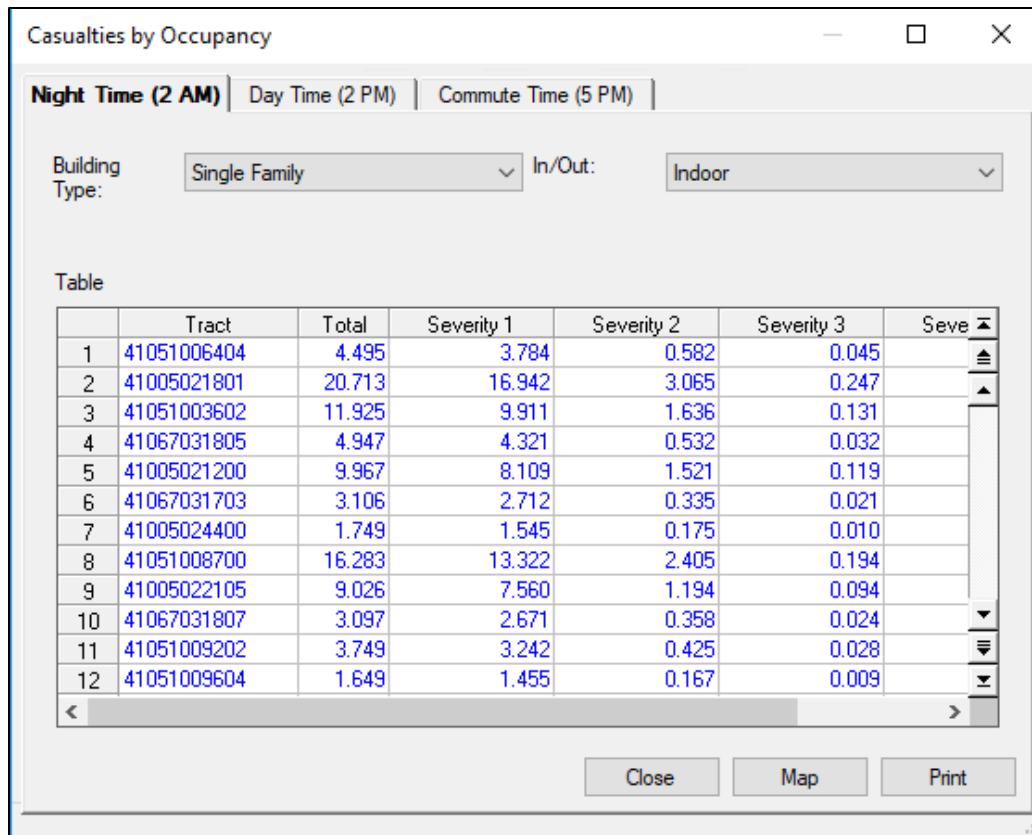 Casualties by Occupancy
Night Time (2 AM) Day Time (2 PM) Commute Time (5 PM)
Building Type: Single Family In/Out: Indoor
Table
Tract Total Severity 1 Severity 2 Severity 3 Seve
1 41051006404 4.495 3.784 0.582 0.045
2 41005021801 20.713 16.942 3.065 0.247
3 41051003602 11.925 9.911 1.636 0.131
4 41067031805 4.947 4.321 0.532 0.032
5 41005021200 9.967 8.109 1.521 0.119
6 41067031703 3.106 2.712 0.335 0.021
7 41005024400 1.749 1.545 0.175 0.010
8 41051008700 16.283 13.322 2.405 0.194
9 41005022105 9.026 7.560 1.194 0.094
10 41067031807 3.097 2.671 0.358 0.024
11 41051009202 3.749 3.242 0.425 0.028
12 41051009604 1.649 1.455 0.167 0.009
Close Map Print